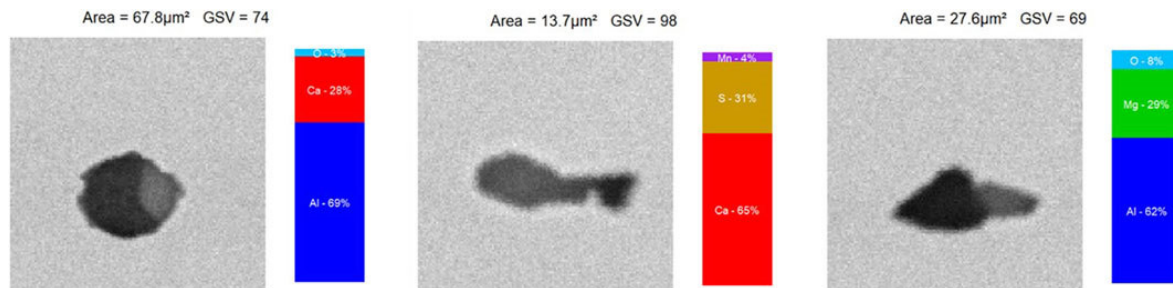 Area = 67.8µm² GSV = 74
O - 3%
Ca - 28%
Al - 69%
Area = 13.7µm² GSV = 98
Mn - 4%
S - 31%
Ca - 65%
Area = 27.6µm² GSV = 69
O - 8%
Mg - 29%
Al - 62%